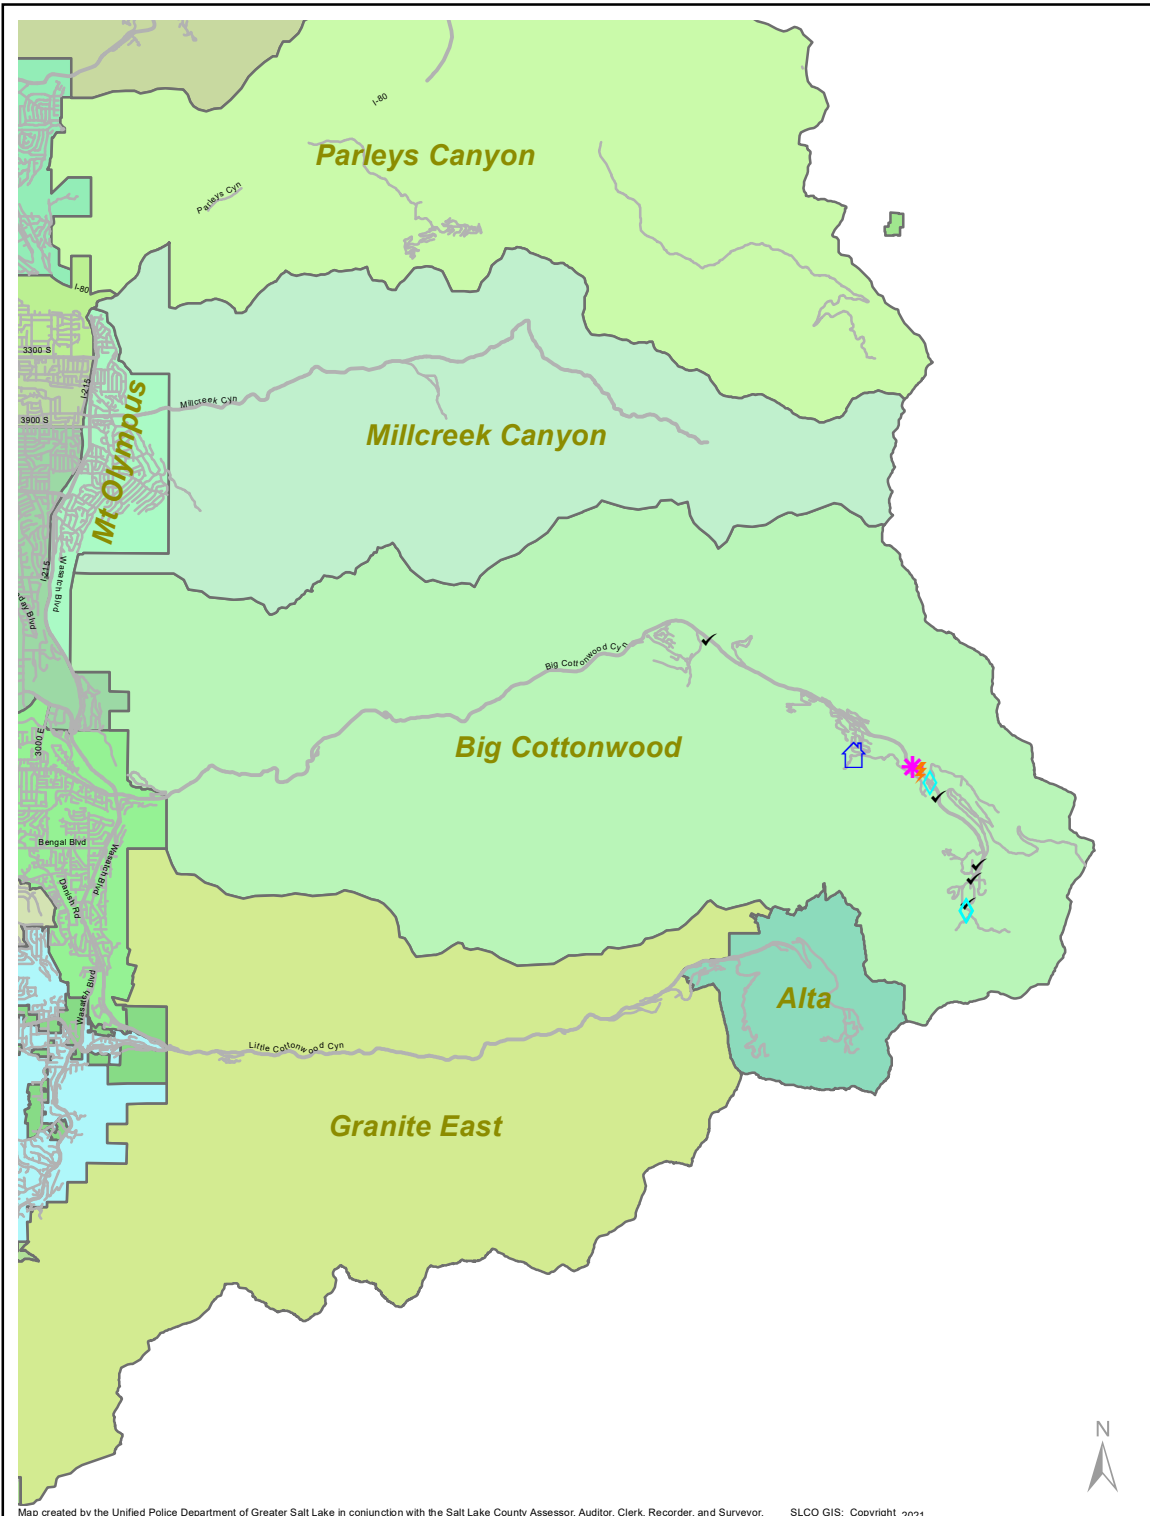 I-80
Parleys Canyon
Parleys Cyn
I-80
3300 S
I-215
Millcreek Cyn
3900 S
Mt Olympus
Millcreek Canyon
I-215
Wasatch Blvd
day Blvd
Big Cottonwood Cyn
3000 E
Big Cottonwood
Bengal Blvd
Wasatch Blvd
Danish Rd
Wasatch Blvd
Alta
Little Cottonwood Cyn
Granite East
N
Map created by the Unified Police Department of Greater Salt Lake in conjunction with the Salt Lake County Assessor, Auditor, Clerk, Recorder, and Surveyor. SLCO GIS: Copyright 2021